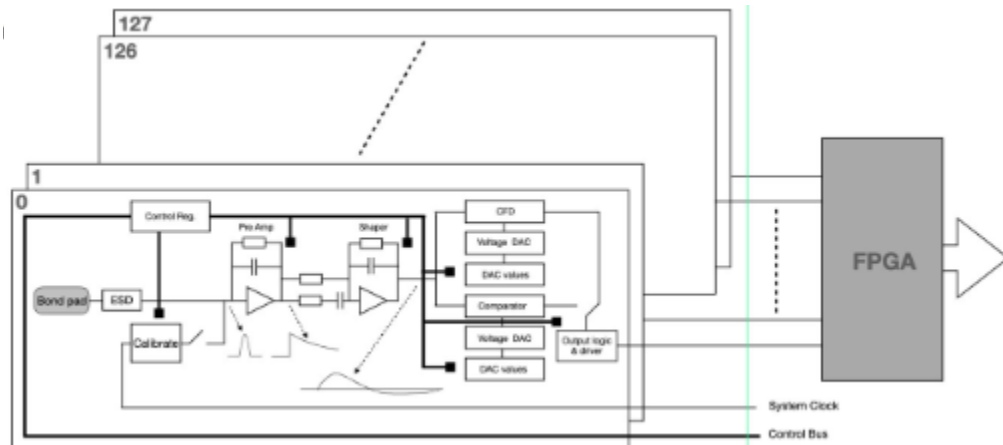 127
126
1
0
Control Reg.
Pre Amp
Shaper
CFD
Voltage DAC
DAC values
Bond pad
ESD
Comparator
Calibrate
Voltage DAC
Output logic
& driver
DAC values
FPGA
System Clock
Control Bus